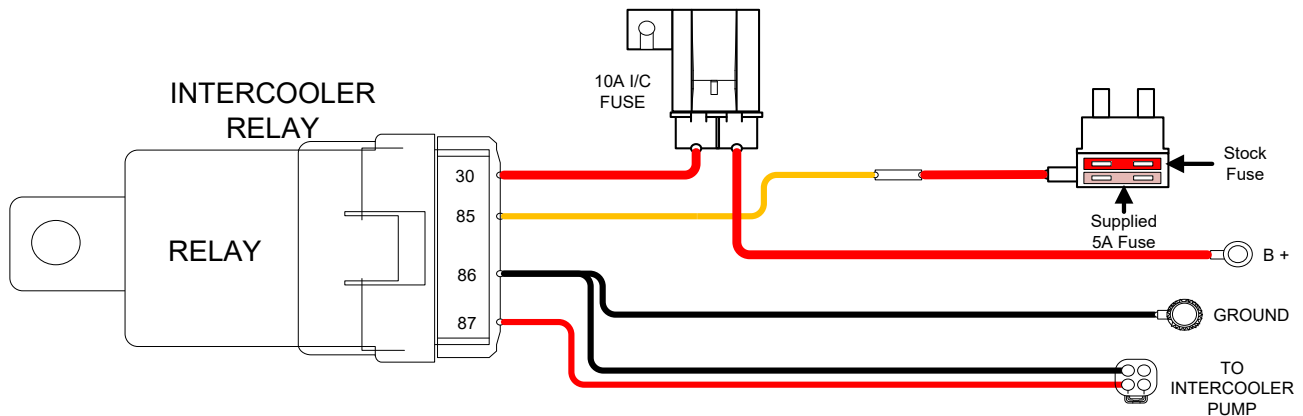 INTERCOOLER
RELAY
10A I/C
FUSE
RELAY
30
85
86
87
Stock
Fuse
Supplied
5A Fuse
B +
GROUND
TO
INTERCOOLER
PUMP